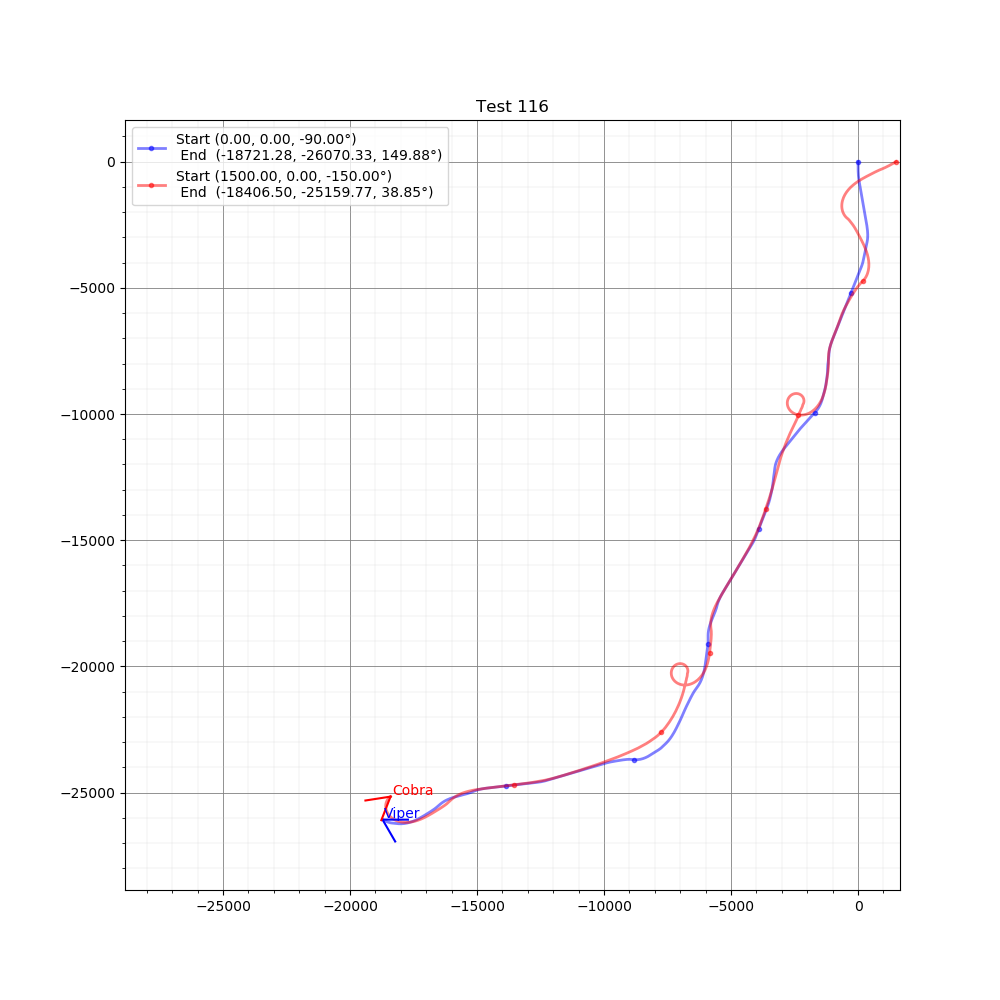 Test 116
Start (0.00, 0.00, -90.00°)
End  (-18721.28, -26070.33, 149.88°)
Start (1500.00, 0.00, -150.00°)
End  (-18406.50, -25159.77, 38.85°)
0
−5000
−10000
−15000
−20000
−25000
Cobra
Viper
−25000
−20000
−15000
−10000
−5000
0